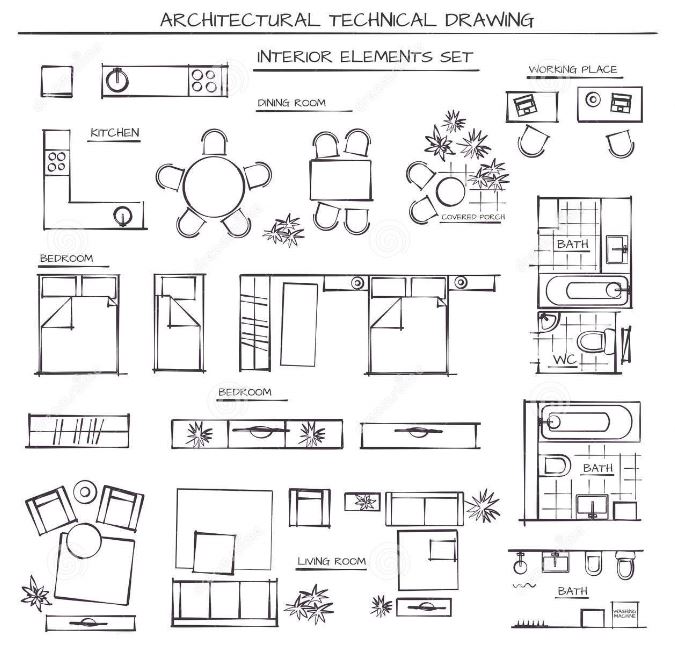 ARCHITECTURAL TECHNICAL DRAWING
INTERIOR ELEMENTS SET
WORKING PLACE
DINING ROOM
KITCHEN
COVERED PORCH
BATH
BEDROOM
WC
BEDROOM
BATH
LIVING ROOM
BATH
WASHING
MACHINE